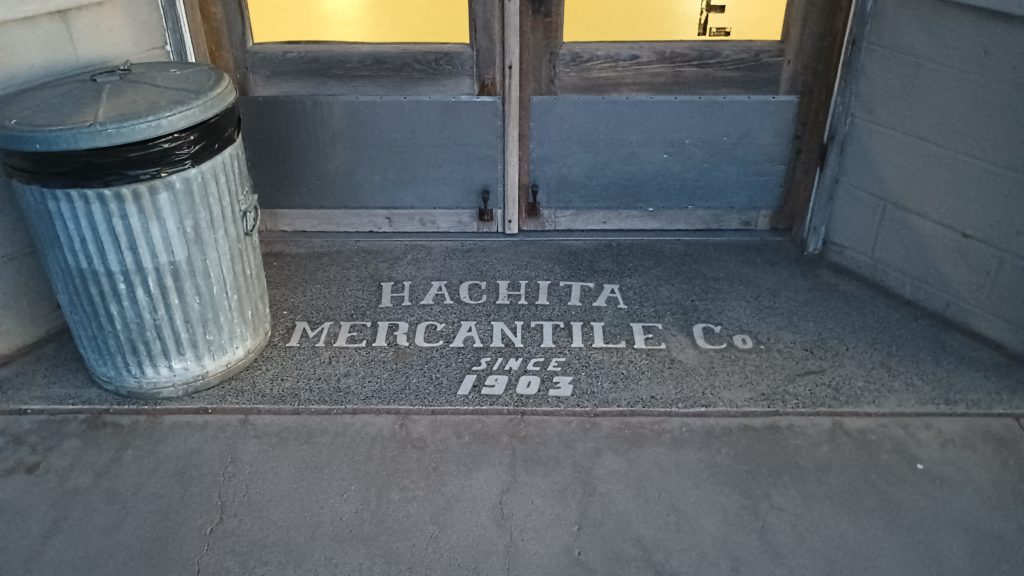 HACHITA
MERCANTILE CO.
SINCE
1903